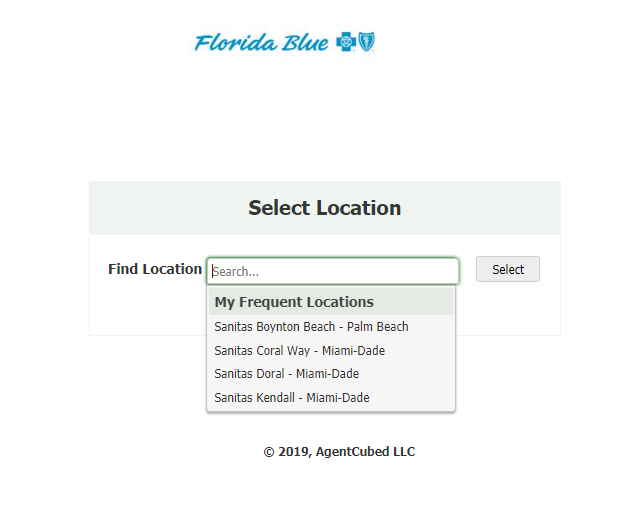 Florida Blue
Select Location
Find Location Search... Select
My Frequent Locations
Sanitas Boynton Beach - Palm Beach
Sanitas Coral Way - Miami-Dade
Sanitas Doral - Miami-Dade
Sanitas Kendall - Miami-Dade
© 2019, AgentCubed LLC